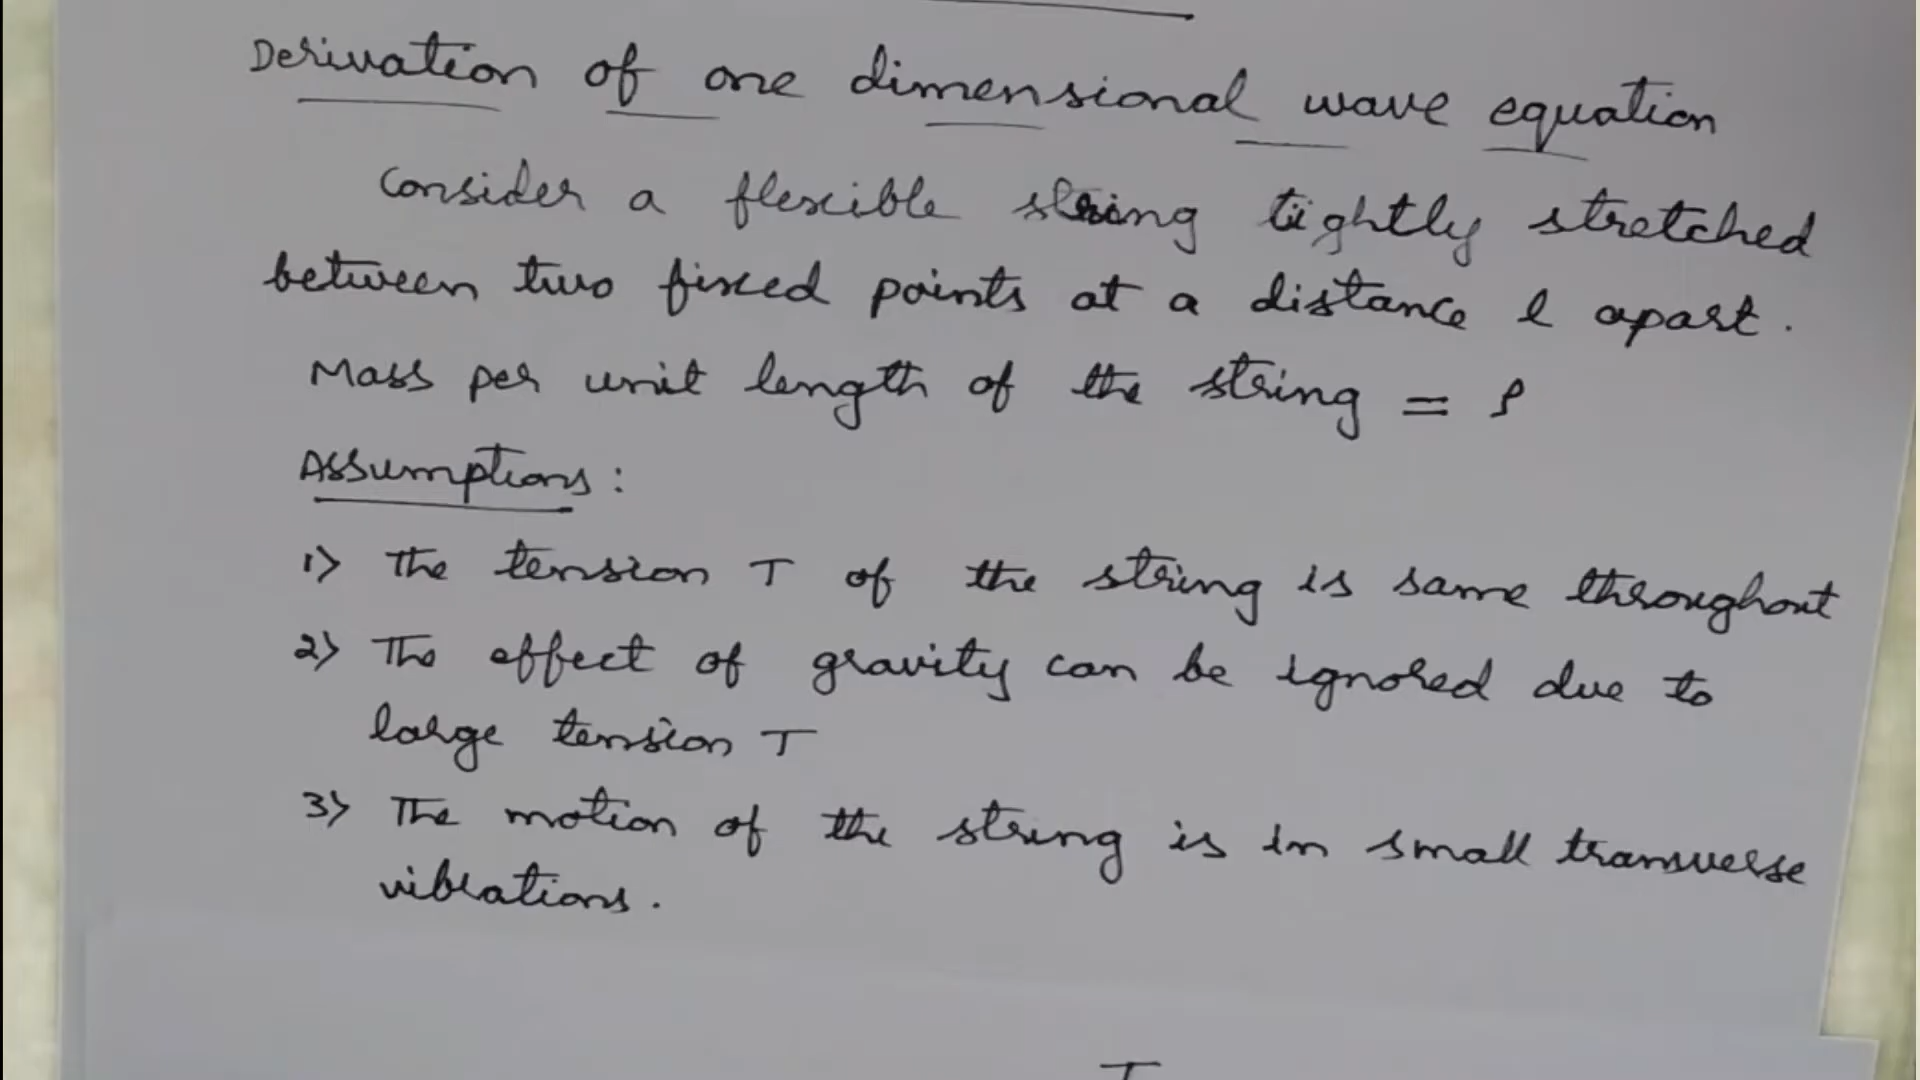 Derivation of one dimensional wave equation
Consider a flexible string tightly stretched
between two fixed points at a distance l apart.
Mass per unit length of the string = ρ
Assumptions :
1) The tension T of the string is same throughout
2) The effect of gravity can be ignored due to
large tension T
3) The motion of the string is in small transverse
vibrations.
T